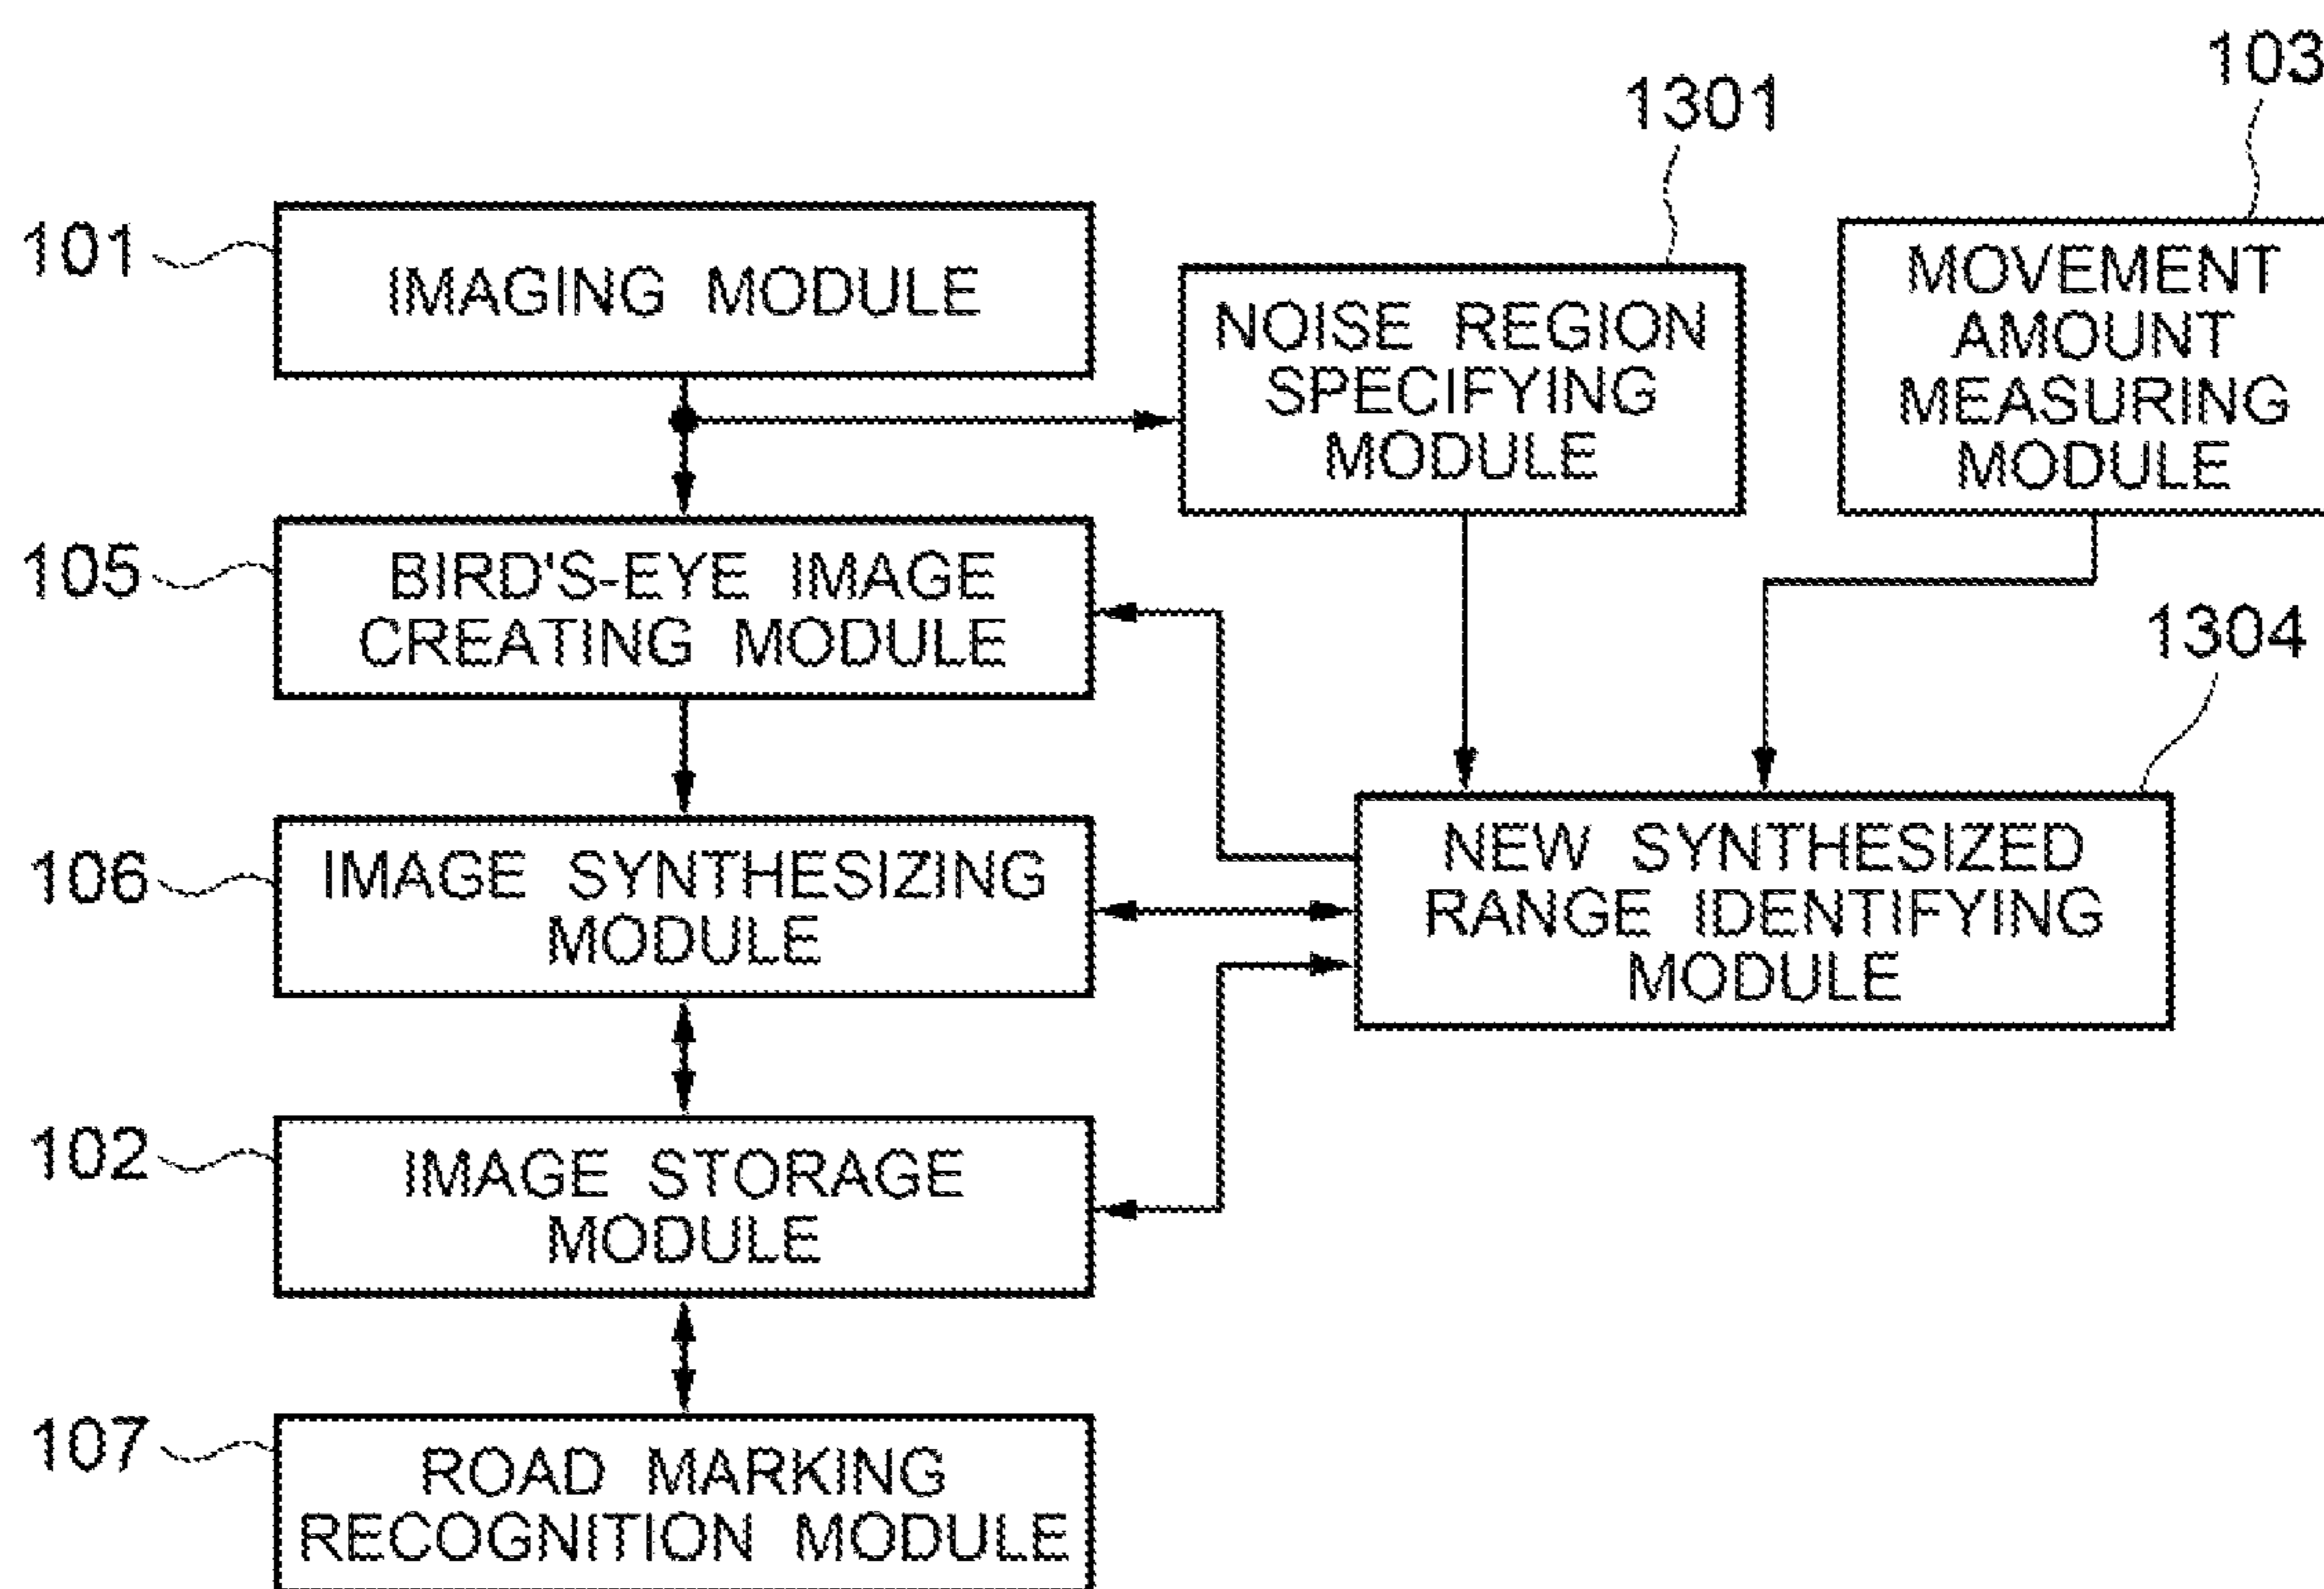 103
1301
101
IMAGING MODULE
NOISE REGION
SPECIFYING
MODULE
MOVEMENT
AMOUNT
MEASURING
MODULE
105
BIRD'S-EYE IMAGE
CREATING MODULE
1304
106
IMAGE SYNTHESIZING
MODULE
NEW SYNTHESIZED
RANGE IDENTIFYING
MODULE
102
IMAGE STORAGE
MODULE
107
ROAD MARKING
RECOGNITION MODULE